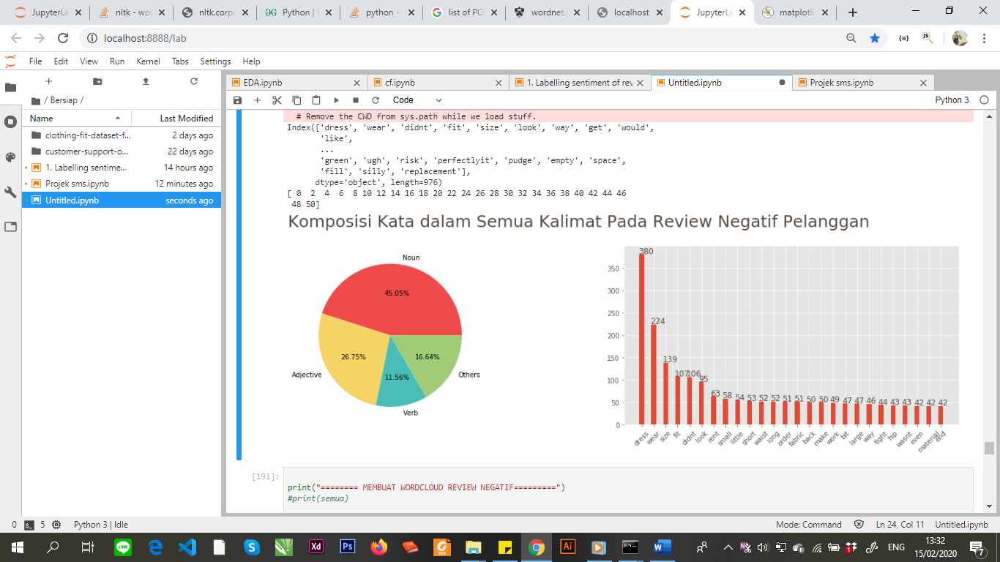 JupyterLa
nltk - wor
nltk.corpu
Python | \
python -
list of PO
wordnet.
localhost
JupyterLa
matplotli
localhost:8888/lab
File Edit View Run Kernel Tabs Settings Help
/ Bersiap /
Name Last Modified
clothing-fit-dataset-f... 2 days ago
customer-support-o... 22 days ago
1. Labelling sentime... 14 hours ago
Projek sms.ipynb 12 minutes ago
Untitled.ipynb seconds ago
EDA.ipynb
cf.ipynb
1. Labelling sentiment of rev
Untitled.ipynb
Projek sms.ipynb
Code
Python 3
# Remove the CWD from sys.path while we load stuff.
Index(['dress', 'wear', 'didnt', 'fit', 'size', 'look', 'way', 'get', 'would',
'like',
...
'green', 'ugh', 'risk', 'perfectlyit', 'pudge', 'empty', 'space',
'fill', 'silly', 'replacement'],
dtype='object', length=976)
[ 0 2 4 6 8 10 12 14 16 18 20 22 24 26 28 30 32 34 36 38 40 42 44 46
48 50]
Komposisi Kata dalam Semua Kalimat Pada Review Negatif Pelanggan
Noun
45.05%
26.75%
16.64%
11.56%
Adjective
Others
Verb
350
300
250
200
150
100
50
0
380
224
139
107
106
95
63
58
54
53
52
52
51
51
50
50
49
47
47
46
44
43
43
42
42
42
dress
wear
size
fit
didnt
look
rent
small
little
short
waist
long
order
fabric
back
make
work
bit
large
way
tight
hip
wasnt
even
material
end
[191]:
print("======== MEMBUAT WORDCLOUD REVIEW NEGATIF=========")
#print(semua)
0
5
Python 3 | Idle
Mode: Command
Ln 24, Col 11
Untitled.ipynb
ENG
13:32
15/02/2020
7